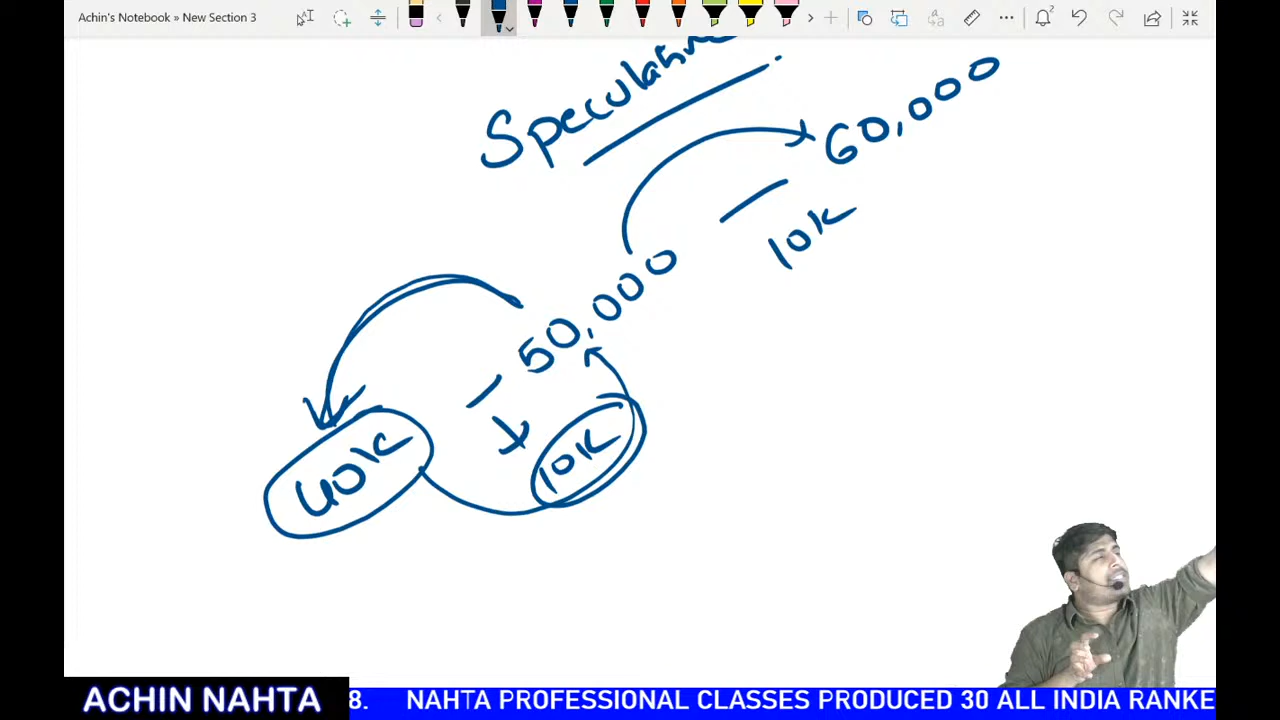 Achin's Notebook » New Section 3
60,000
10K
50,000
10K
40K
ACHIN NAHTA
8. NAHTA PROFESSIONAL CLASSES PRODUCED 30 ALL INDIA RANKE